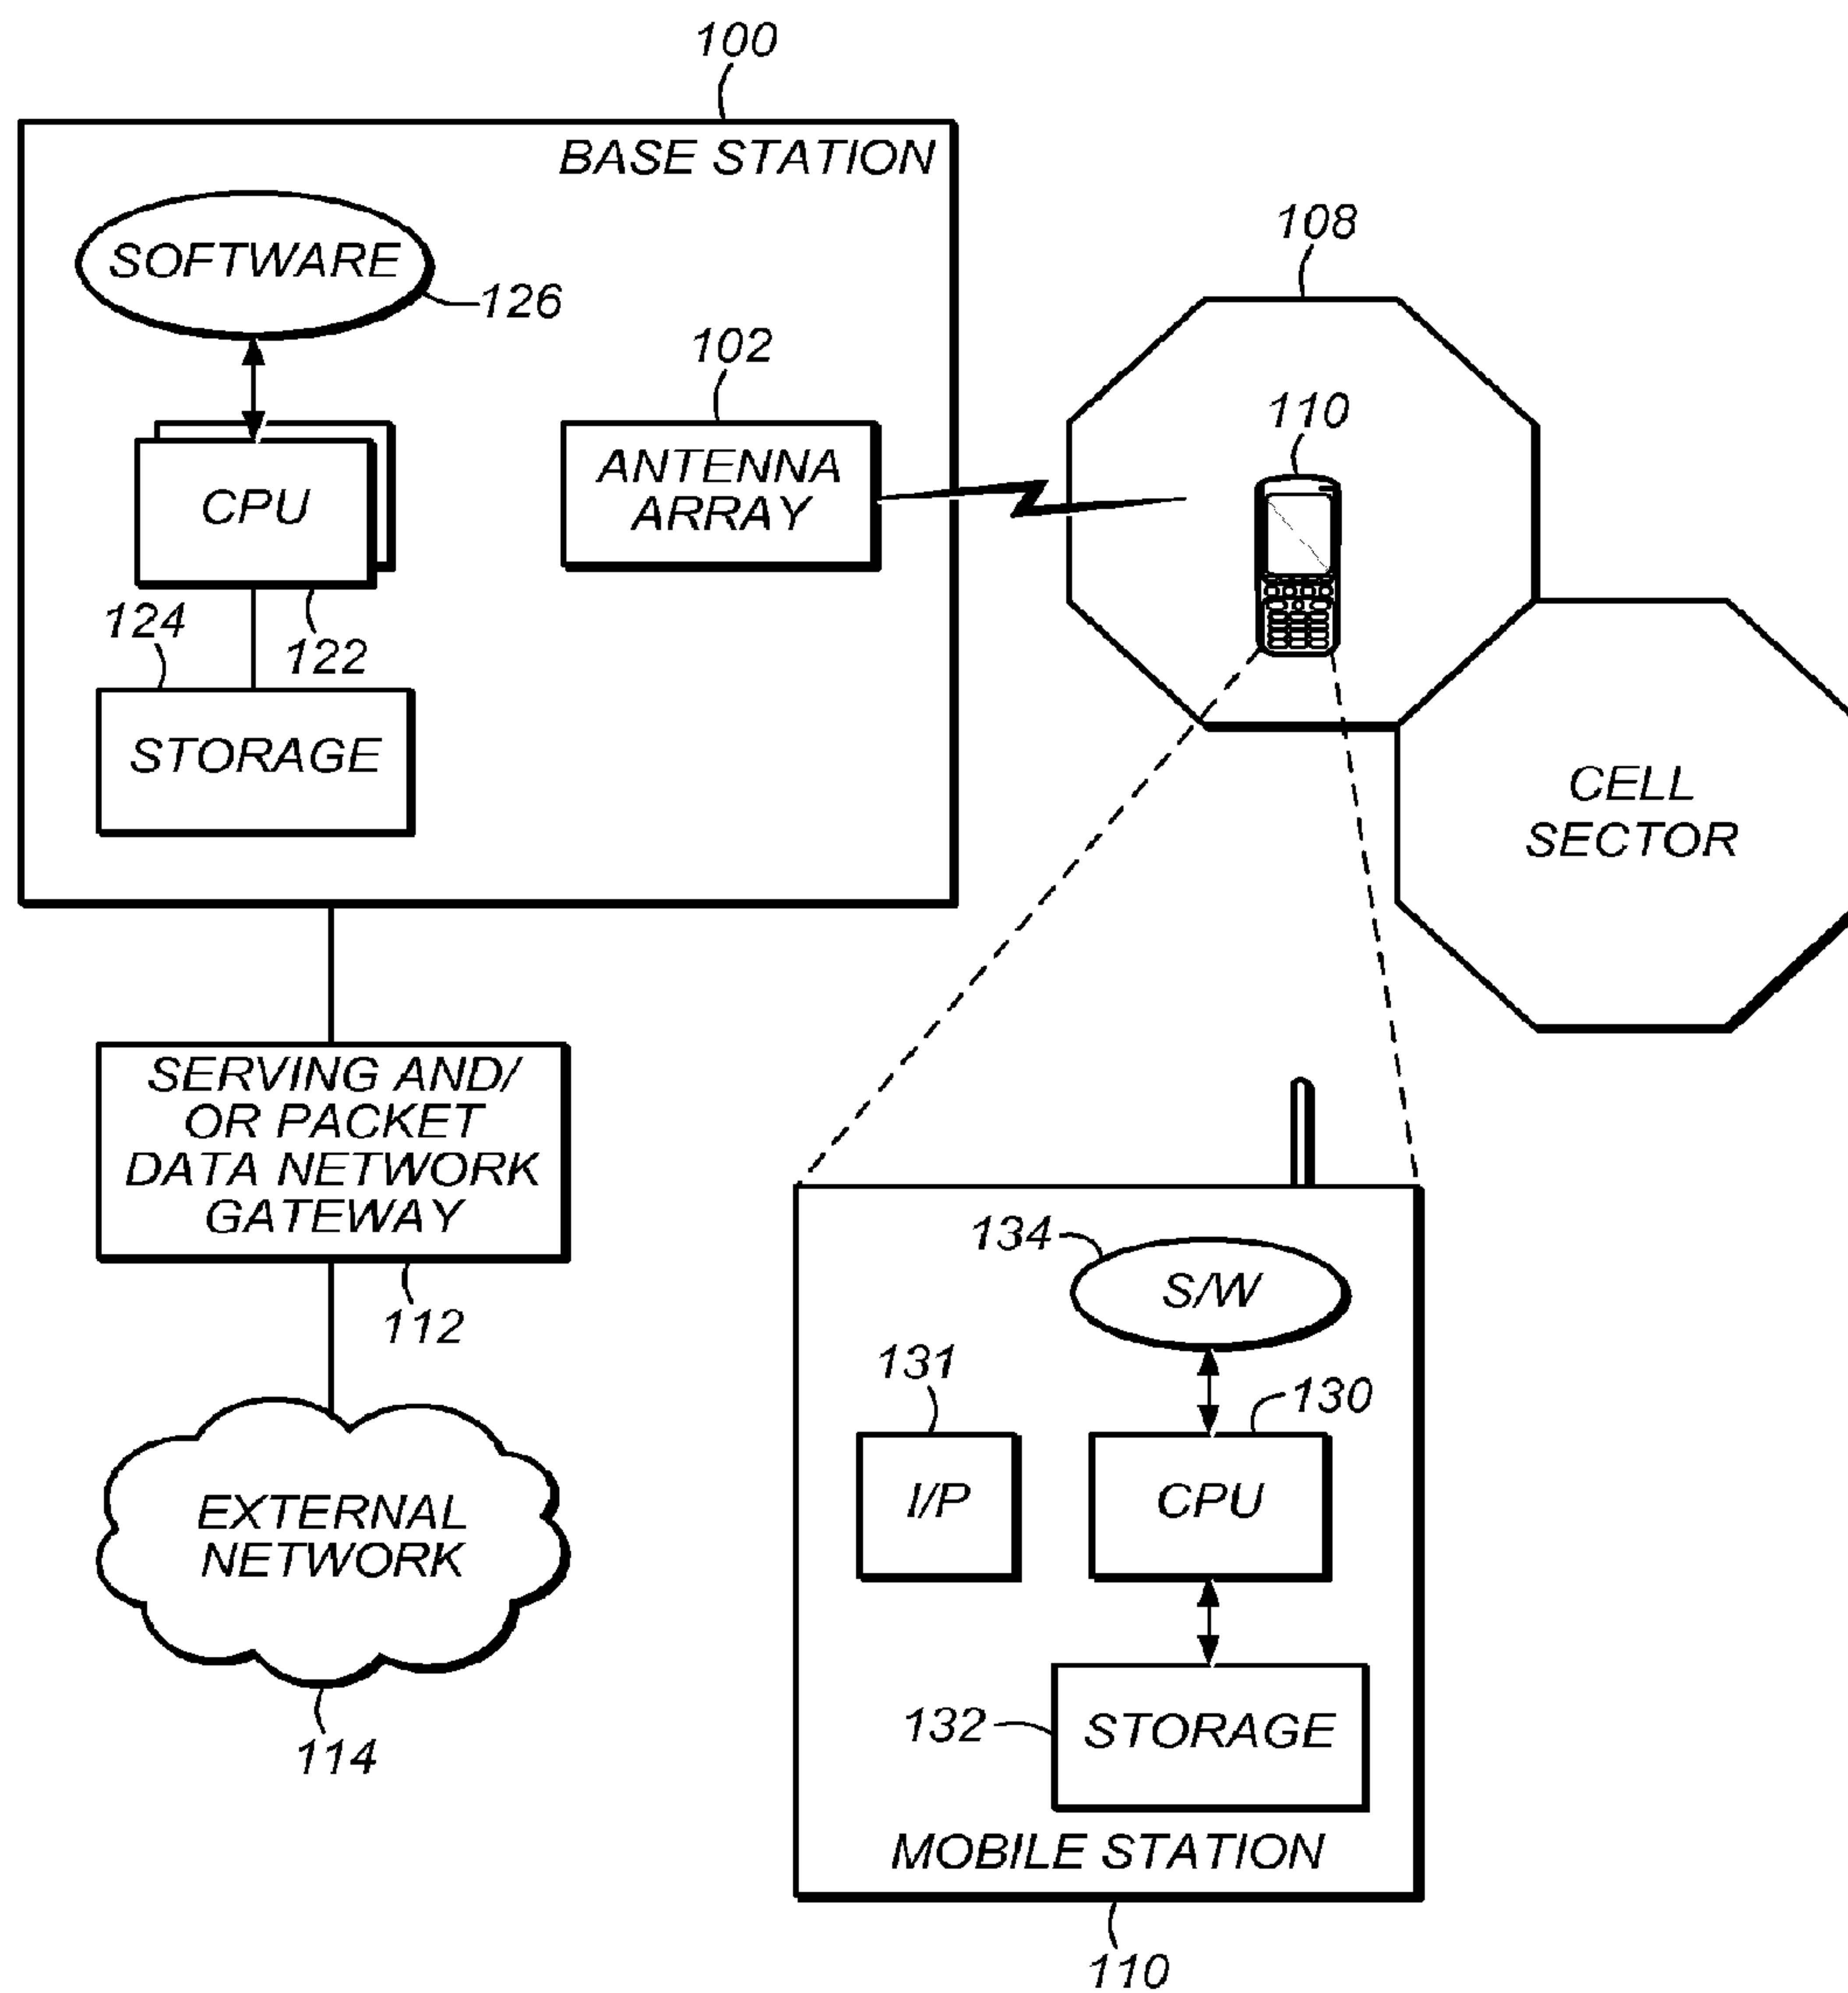 100
BASE STATION
SOFTWARE
126
102
ANTENNA
ARRAY
CPU
124
122
STORAGE
108
110
CELL
SECTOR
SERVING AND/
OR PACKET
DATA NETWORK
GATEWAY
112
EXTERNAL
NETWORK
114
134
S/W
131
130
I/P
CPU
132
STORAGE
MOBILE STATION
110